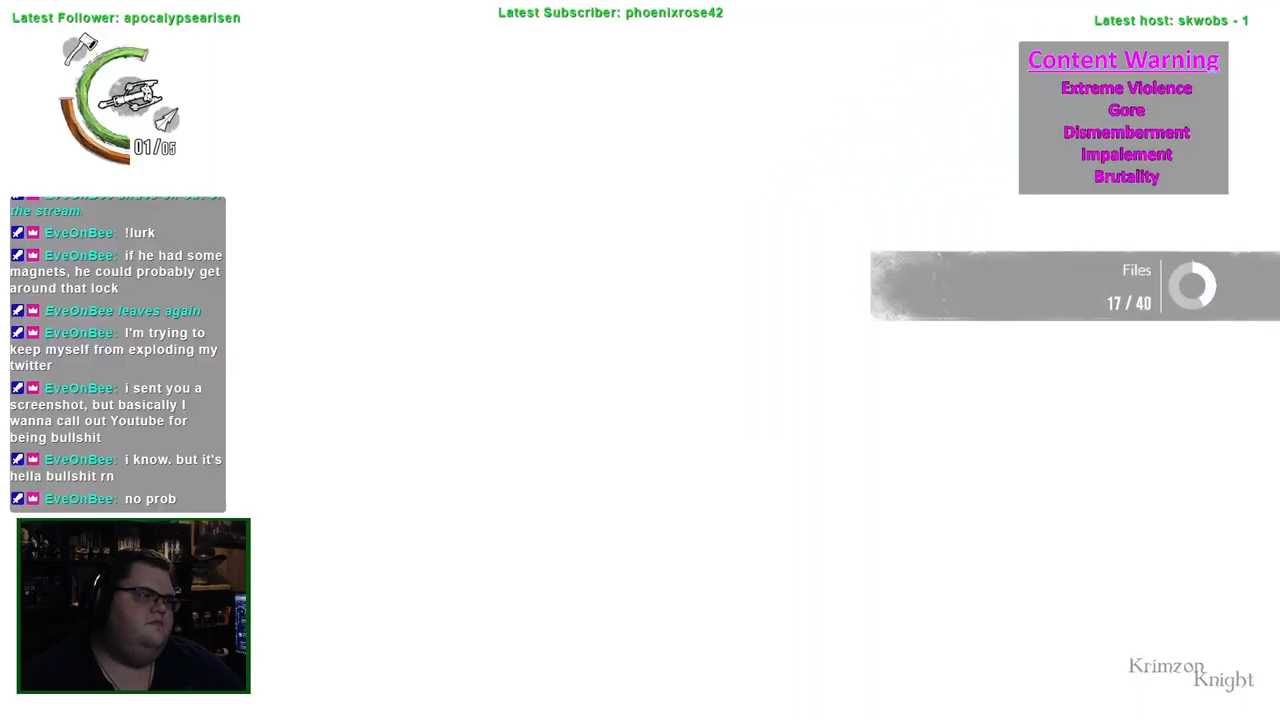 Latest Follower: apocalypsearisen
Latest Subscriber: phoenixrose42
Latest host: skwobs - 1
Content Warning
Extreme Violence
Gore
Dismemberment
Impalement
Brutality
01/05
the stream.
EveOnBee: !lurk
EveOnBee: if he had some
magnets, he could probably get
around that lock
EveOnBee leaves again
EveOnBee: I'm trying to
keep myself from exploding my
twitter
EveOnBee: i sent you a
screenshot, but basically I
wanna call out Youtube for
being bullshit
EveOnBee: i know. but it's
hella bullshit rn
EveOnBee: no prob
Files
17 / 40
Krimzon
Knight